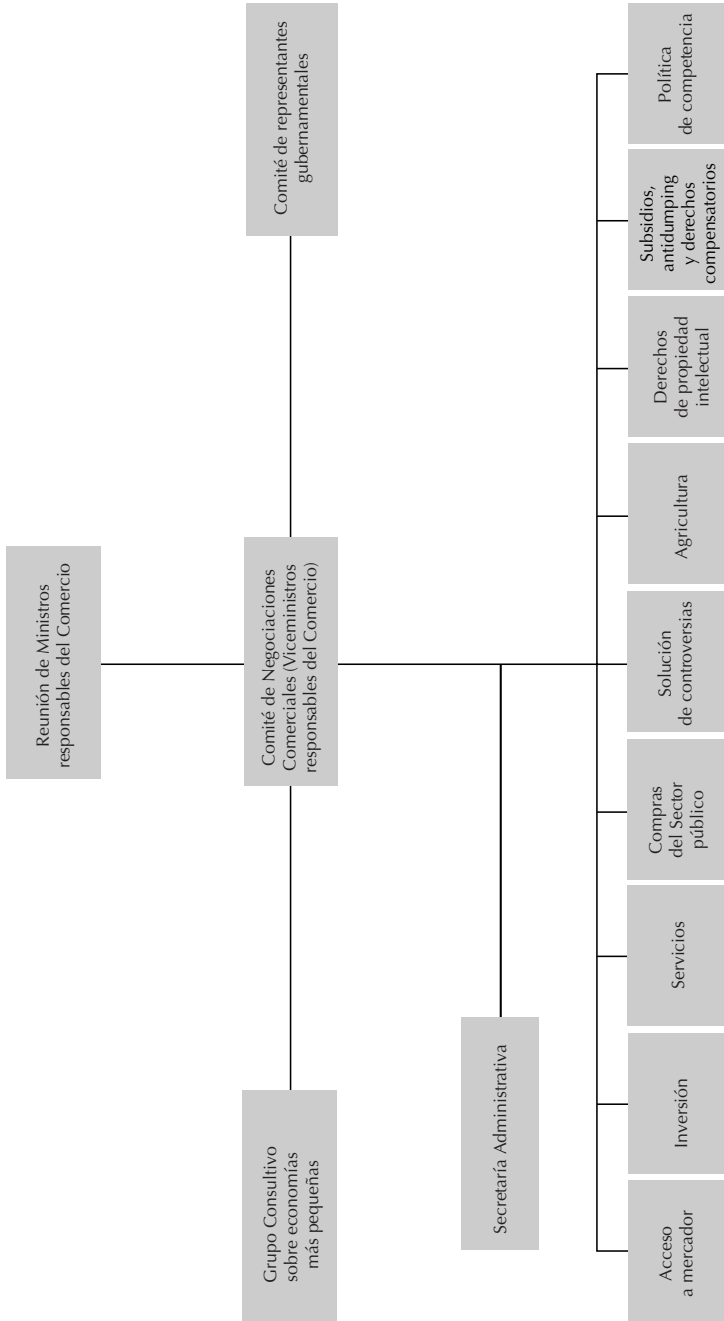 Reunión de Ministros
responsables del Comercio
Grupo Consultivo
sobre economías
más pequeñas
Comité de Negociaciones
Comerciales (Viceministros
responsables del Comercio)
Comité de representantes
gubernamentales
Secretaría Administrativa
Acceso
a mercador
Inversión
Servicios
Compras
del Sector
público
Solución
de controversias
Agricultura
Derechos
de propiedad
intelectual
Subsidios,
antidumping
y derechos
compensatorios
Política
de competencia